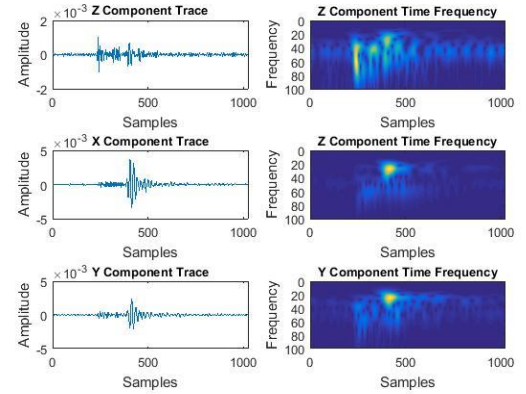 Z Component Trace
× 10⁻³
2
0
-2
Amplitude
0 500 1000
Samples
Z Component Time Frequency
0
20
40
60
80
100
Frequency
0 500 1000
Samples
X Component Trace
× 10⁻³
5
0
-5
Amplitude
0 500 1000
Samples
Z Component Time Frequency
0
20
40
60
80
100
Frequency
0 500 1000
Samples
Y Component Trace
× 10⁻³
5
0
-5
Amplitude
0 500 1000
Samples
Y Component Time Frequency
0
20
40
60
80
100
Frequency
0 500 1000
Samples